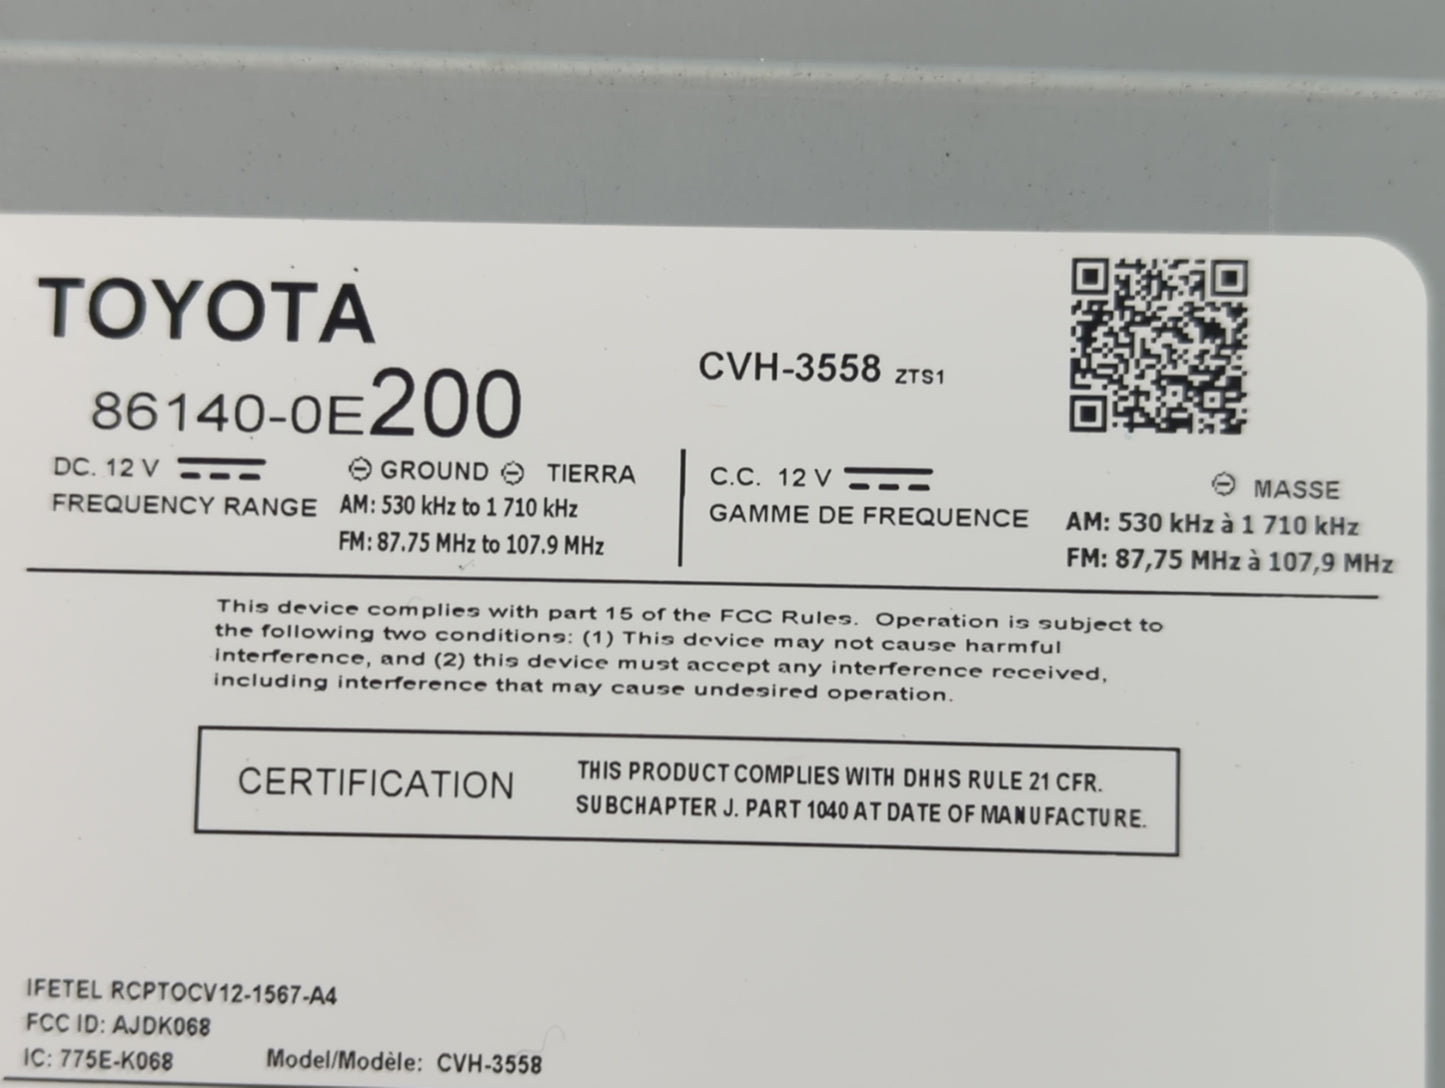 TOYOTA
86140-0E200
CVH-3558 ZTS1
DC. 12 V GROUND TIERRA
FREQUENCY RANGE AM: 530 kHz to 1 710 kHz
FM: 87.75 MHz to 107.9 MHz
C.C. 12 V MASSE
GAMME DE FREQUENCE AM: 530 kHz à 1 710 kHz
FM: 87,75 MHz à 107,9 MHz
This device complies with part 15 of the FCC Rules. Operation is subject to
the following two conditions: (1) This device may not cause harmful
interference, and (2) this device must accept any interference received,
including interference that may cause undesired operation.
CERTIFICATION
THIS PRODUCT COMPLIES WITH DHHS RULE 21 CFR.
SUBCHAPTER J. PART 1040 AT DATE OF MANUFACTURE.
IFETEL RCPTOCV12-1567-A4
FCC ID: AJDK068
IC: 775E-K068 Model/Modèle: CVH-3558